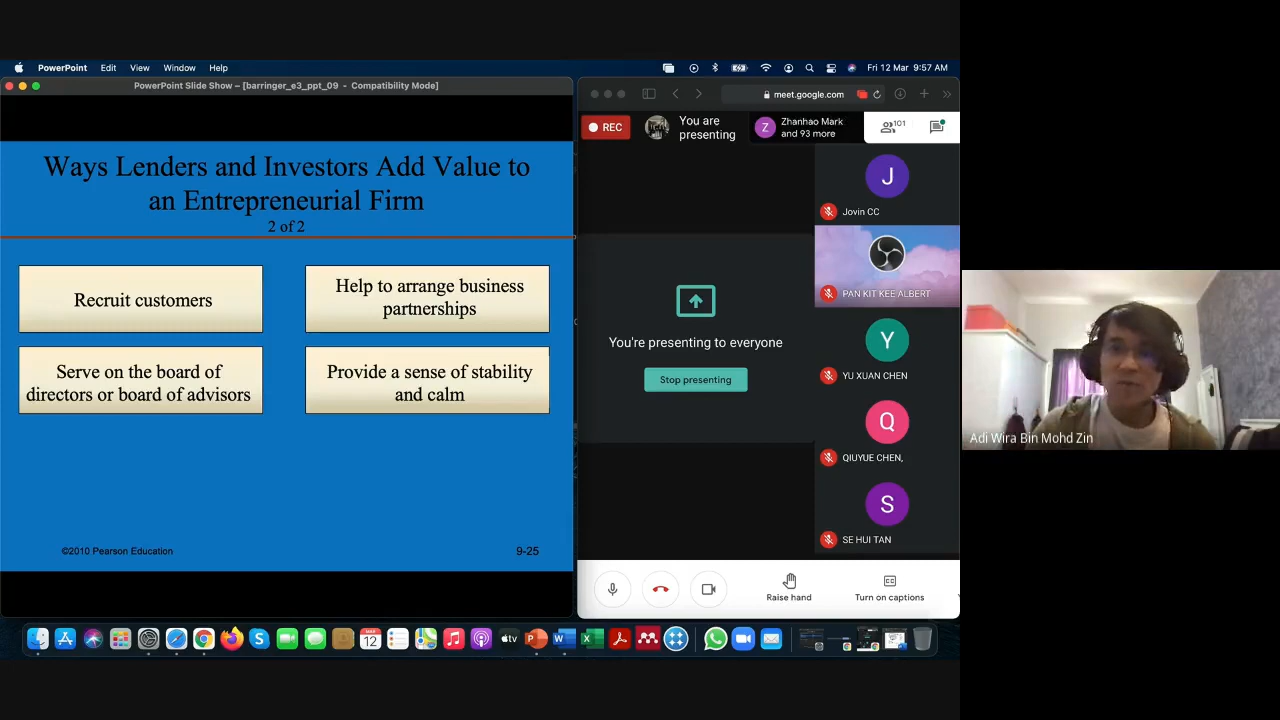 PowerPoint Edit View Window Help
Fri 12 Mar 9:57 AM
PowerPoint Slide Show - [barringer_e3_ppt_09 - Compatibility Mode]
Ways Lenders and Investors Add Value to
an Entrepreneurial Firm
2 of 2
Recruit customers
Help to arrange business
partnerships
Serve on the board of
directors or board of advisors
Provide a sense of stability
and calm
©2010 Pearson Education
9-25
meet.google.com
REC
You are
presenting
Z
Zhanhao Mark
and 93 more
101
You're presenting to everyone
Stop presenting
J
Jovin CC
PAN KIT KEE ALBERT
Y
YU XUAN CHEN
Q
QIUYUE CHEN,
S
SE HUI TAN
Raise hand
Turn on captions
Adi Wira Bin Mohd Zin
MAR
12
tv
P
W
X